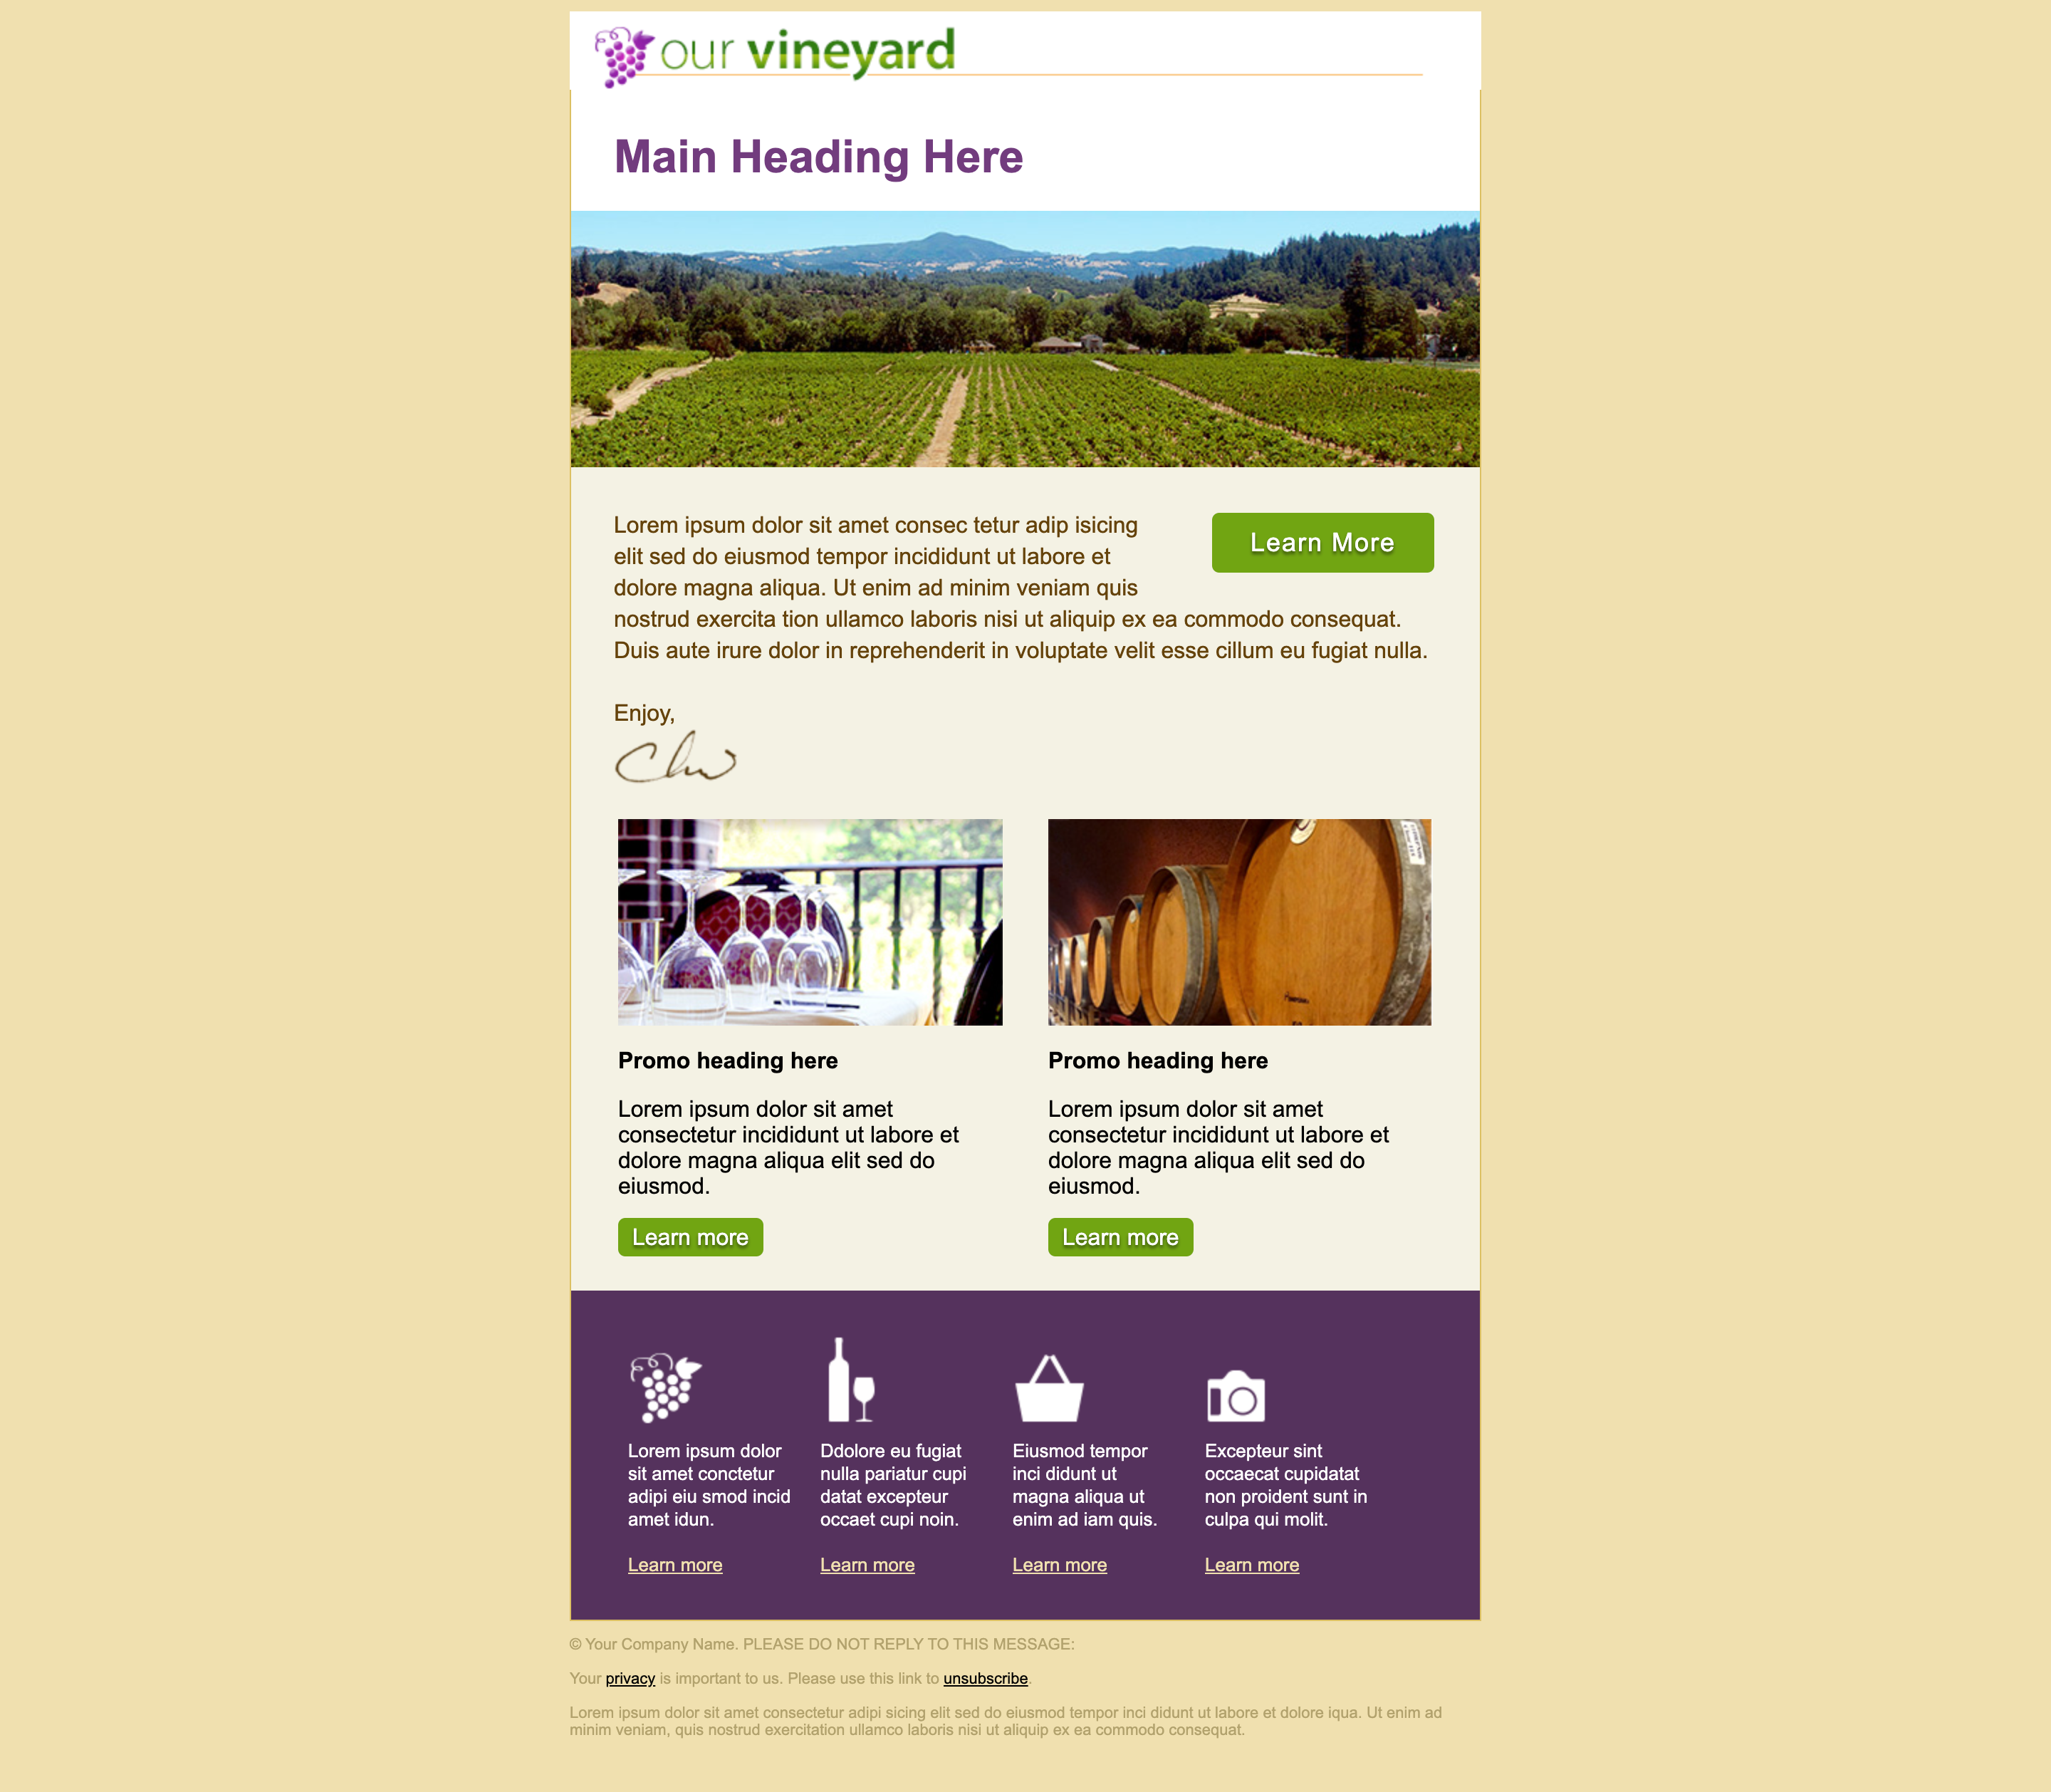 our vineyard
Main Heading Here
Lorem ipsum dolor sit amet consec tetur adip isicing
elit sed do eiusmod tempor incididunt ut labore et
dolore magna aliqua. Ut enim ad minim veniam quis
nostrud exercita tion ullamco laboris nisi ut aliquip ex ea commodo consequat.
Duis aute irure dolor in reprehenderit in voluptate velit esse cillum eu fugiat nulla.
Learn More
Enjoy,
Promo heading here
Lorem ipsum dolor sit amet
consectetur incididunt ut labore et
dolore magna aliqua elit sed do
eiusmod.
Learn more
Promo heading here
Lorem ipsum dolor sit amet
consectetur incididunt ut labore et
dolore magna aliqua elit sed do
eiusmod.
Learn more
Lorem ipsum dolor
sit amet conctetur
adipi eiu smod incid
amet idun.
Learn more
Ddolore eu fugiat
nulla pariatur cupi
datat excepteur
occaet cupi noin.
Learn more
Eiusmod tempor
inci didunt ut
magna aliqua ut
enim ad iam quis.
Learn more
Excepteur sint
occaecat cupidatat
non proident sunt in
culpa qui molit.
Learn more
© Your Company Name. PLEASE DO NOT REPLY TO THIS MESSAGE:
Your privacy is important to us. Please use this link to unsubscribe.
Lorem ipsum dolor sit amet consectetur adipi sicing elit sed do eiusmod tempor inci didunt ut labore et dolore iqua. Ut enim ad
minim veniam, quis nostrud exercitation ullamco laboris nisi ut aliquip ex ea commodo consequat.